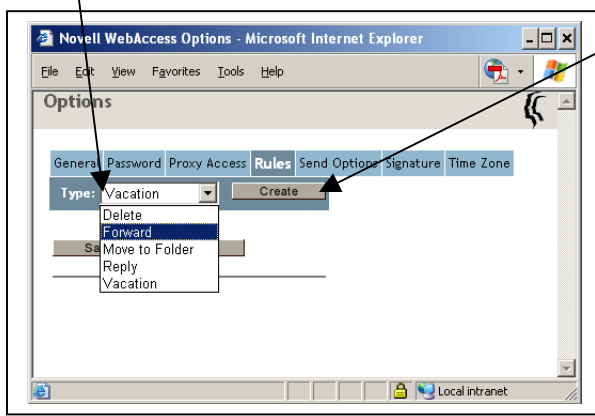 Novell WebAccess Options - Microsoft Internet Explorer
File Edit View Favorites Tools Help
Options
General Password Proxy Access Rules Send Options Signature Time Zone
Type: Vacation Create
Delete
Forward
Sa Move to Folder
Reply
Vacation
Local intranet